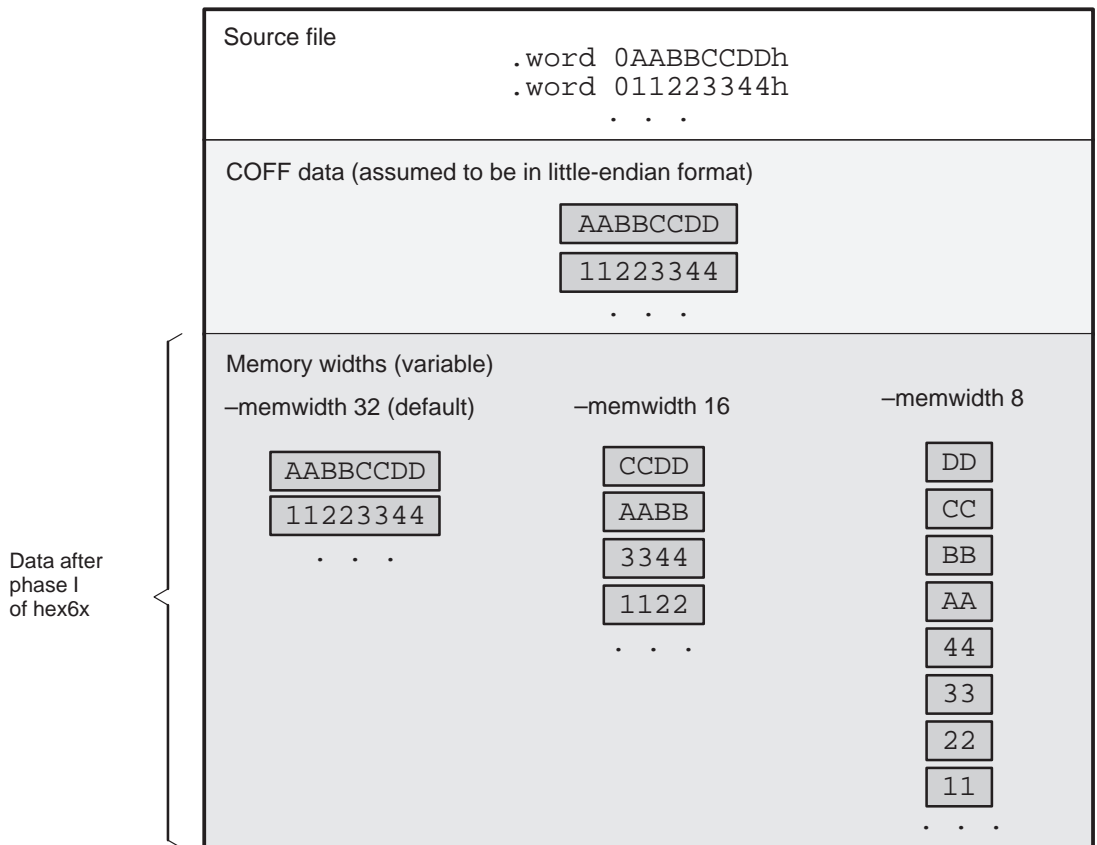 Source file
.word 0AABBCCDDh
.word 011223344h
. . .
COFF data (assumed to be in little-endian format)
AABBCCDD
11223344
. . .
Data after
phase I
of hex6x
Memory widths (variable)
–memwidth 32 (default)
AABBCCDD
11223344
. . .
–memwidth 16
CCDD
AABB
3344
1122
. . .
–memwidth 8
DD
CC
BB
AA
44
33
22
11
. . .